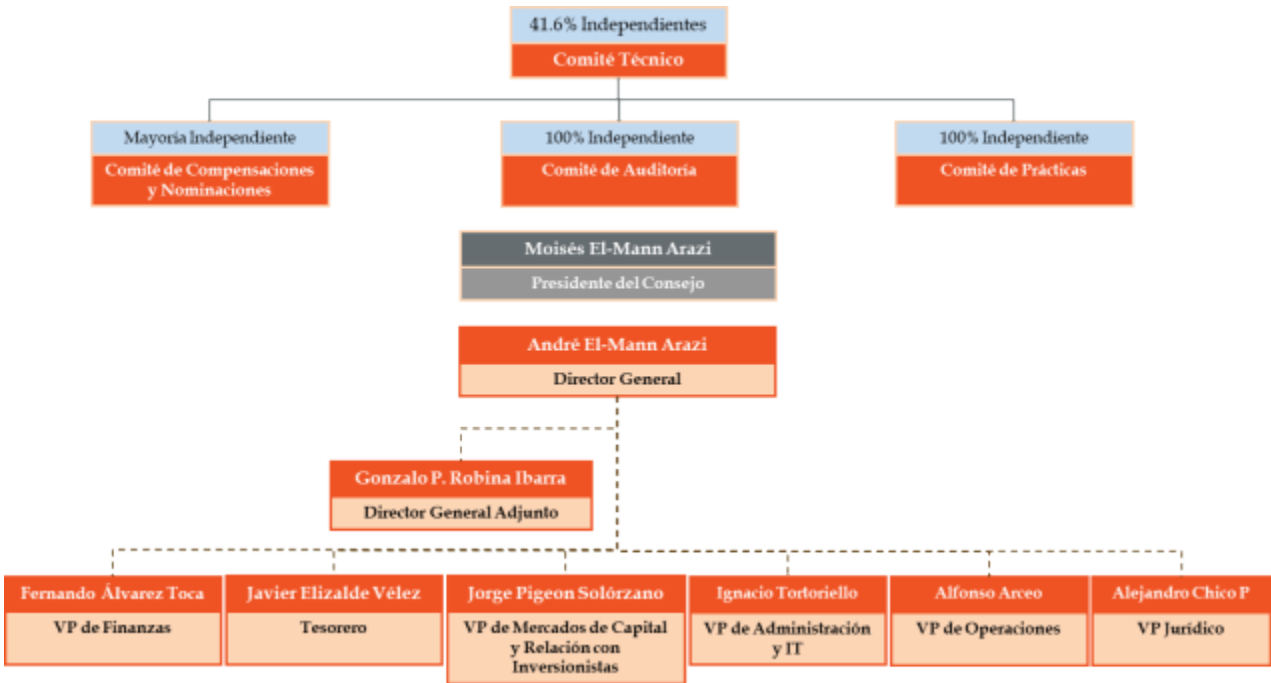 41.6% Independientes
Comité Técnico
Mayoría Independiente
Comité de Compensaciones
y Nominaciones
100% Independiente
Comité de Auditoría
100% Independiente
Comité de Prácticas
Moisés El-Mann Arazi
Presidente del Consejo
André El-Mann Arazi
Director General
Gonzalo P. Robina Ibarra
Director General Adjunto
Fernando Álvarez Toca
VP de Finanzas
Javier Elizalde Vélez
Tesorero
Jorge Pigeon Solórzano
VP de Mercados de Capital
y Relación con
Inversionistas
Ignacio Tortoriello
VP de Administración
y IT
Alfonso Arceo
VP de Operaciones
Alejandro Chico P
VP Jurídico